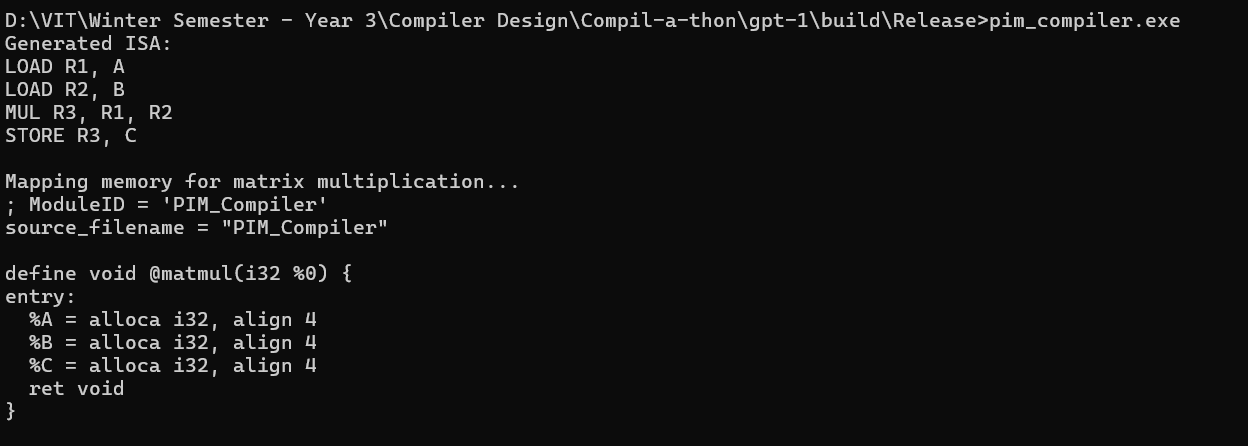 D:\VIT\Winter Semester - Year 3\Compiler Design\Compil-a-thon\gpt-1\build\Release>pim_compiler.exe
Generated ISA:
LOAD R1, A
LOAD R2, B
MUL R3, R1, R2
STORE R3, C

Mapping memory for matrix multiplication...
; ModuleID = 'PIM_Compiler'
source_filename = "PIM_Compiler"

define void @matmul(i32 %0) {
entry:
  %A = alloca i32, align 4
  %B = alloca i32, align 4
  %C = alloca i32, align 4
  ret void
}